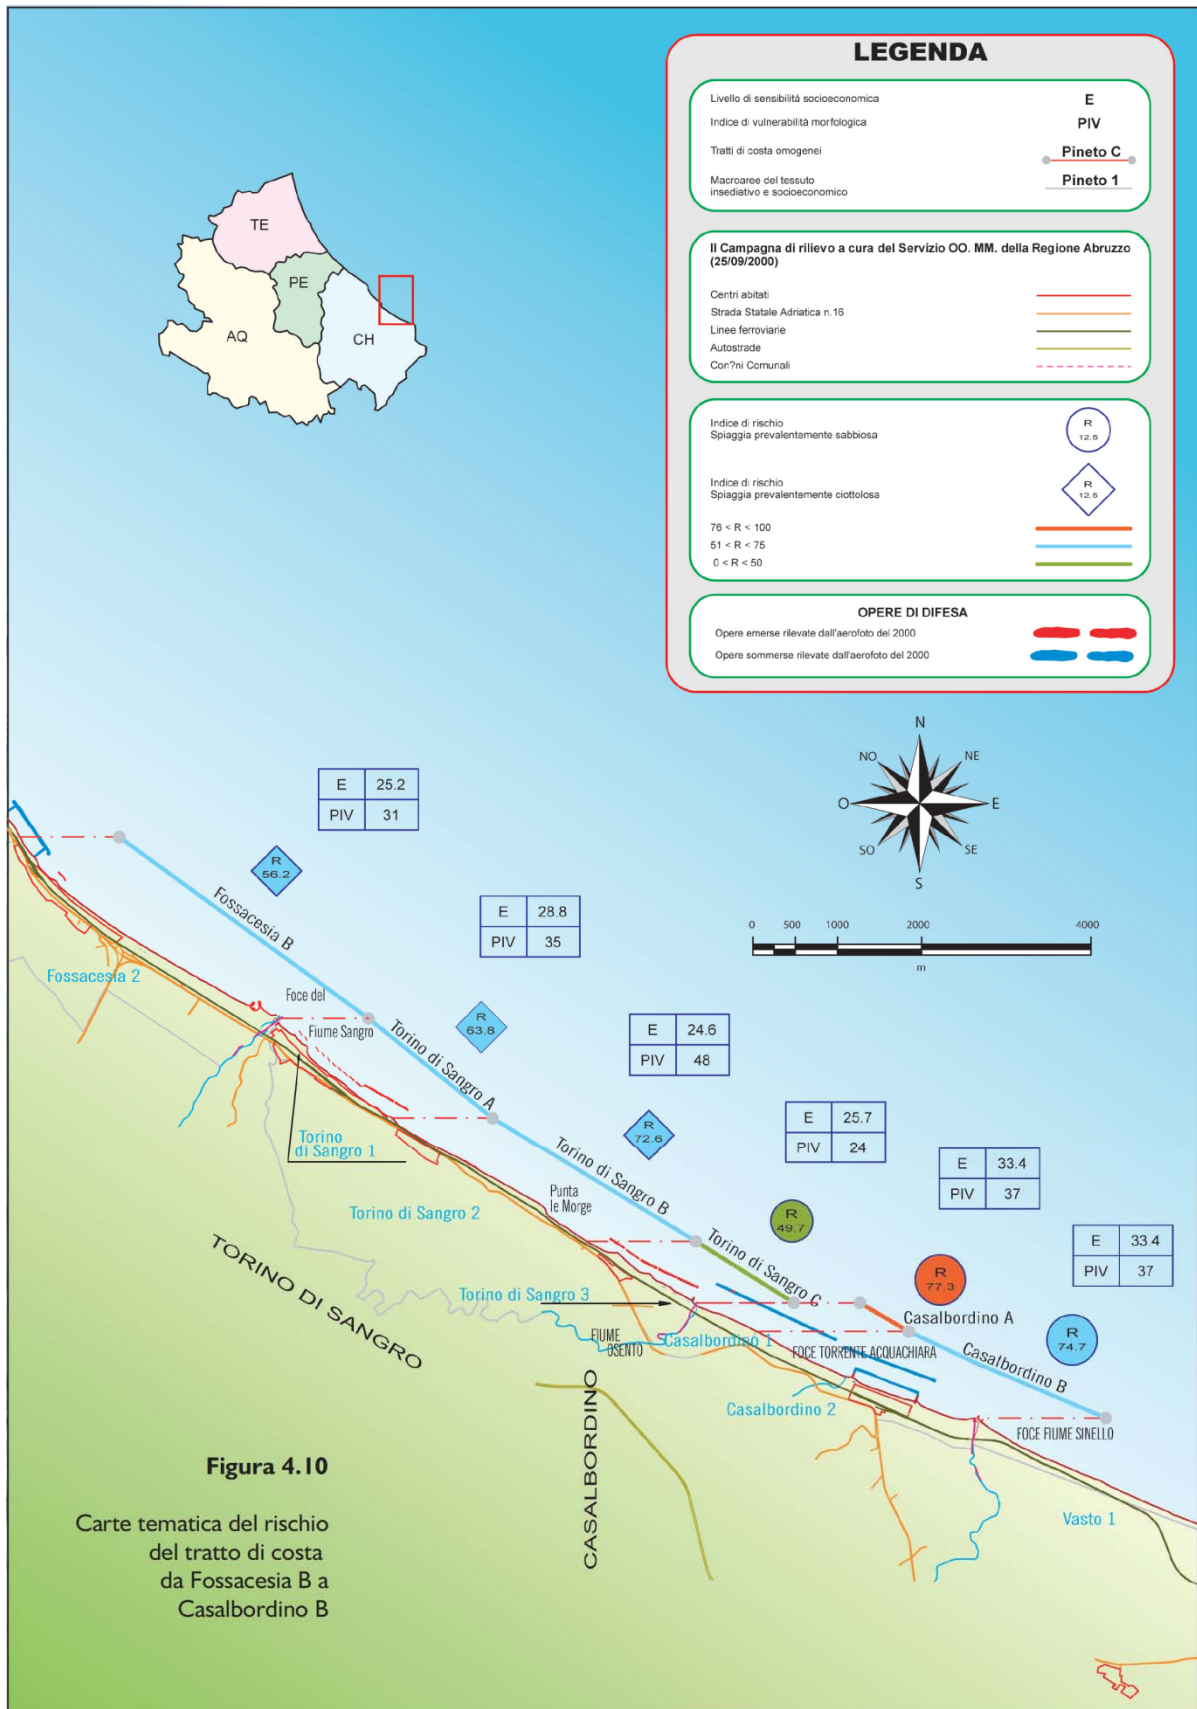 LEGENDA
Livello di sensibilità socioeconomica E
Indice di vulnerabilità morfologica PIV
Tratti di costa omogenei Pineto C
Macroaree del tessuto
insediativo e socioeconomico Pineto 1
II Campagna di rilievo a cura del Servizio OO. MM. della Regione Abruzzo
(25/09/2000)
Centri abitati
Strada Statale Adriatica n.16
Linee ferroviarie
Autostrade
Con?ni Comunali
Indice di rischio
Spiaggia prevalentemente sabbiosa
R
12.5
Indice di rischio
Spiaggia prevalentemente ciottolosa
R
12.5
76 < R < 100
51 < R < 75
0 < R < 50
OPERE DI DIFESA
Opere emerse rilevate dall'aerofoto del 2000
Opere sommerse rilevate dall'aerofoto del 2000
TE
PE
AQ
CH
N
NO
NE
O
E
SO
SE
S
0 500 1000 2000 4000
m
E 25.2
PIV 31
R
56.2
Fossacesia B
E 28.8
PIV 35
R
63.8
Fossacesia 2
Foce del
Fiume Sangro
Torino di Sangro A
E 24.6
PIV 48
R
72.6
Torino
di Sangro 1
Torino di Sangro B
E 25.7
PIV 24
R
49.7
Punta
le Morge
Torino di Sangro 2
Torino di Sangro C
E 33.4
PIV 37
R
77.3
TORINO DI SANGRO
Torino di Sangro 3
Casalbordino A
E 33.4
PIV 37
R
74.7
FIUME
OSENTO
Casalbordino 1
FOCE TORRENTE ACQUACHIARA
Casalbordino B
CASALBORDINO
Casalbordino 2
FOCE FIUME SINELLO
Vasto 1
Figura 4.10
Carte tematica del rischio
del tratto di costa
da Fossacesia B a
Casalbordino B